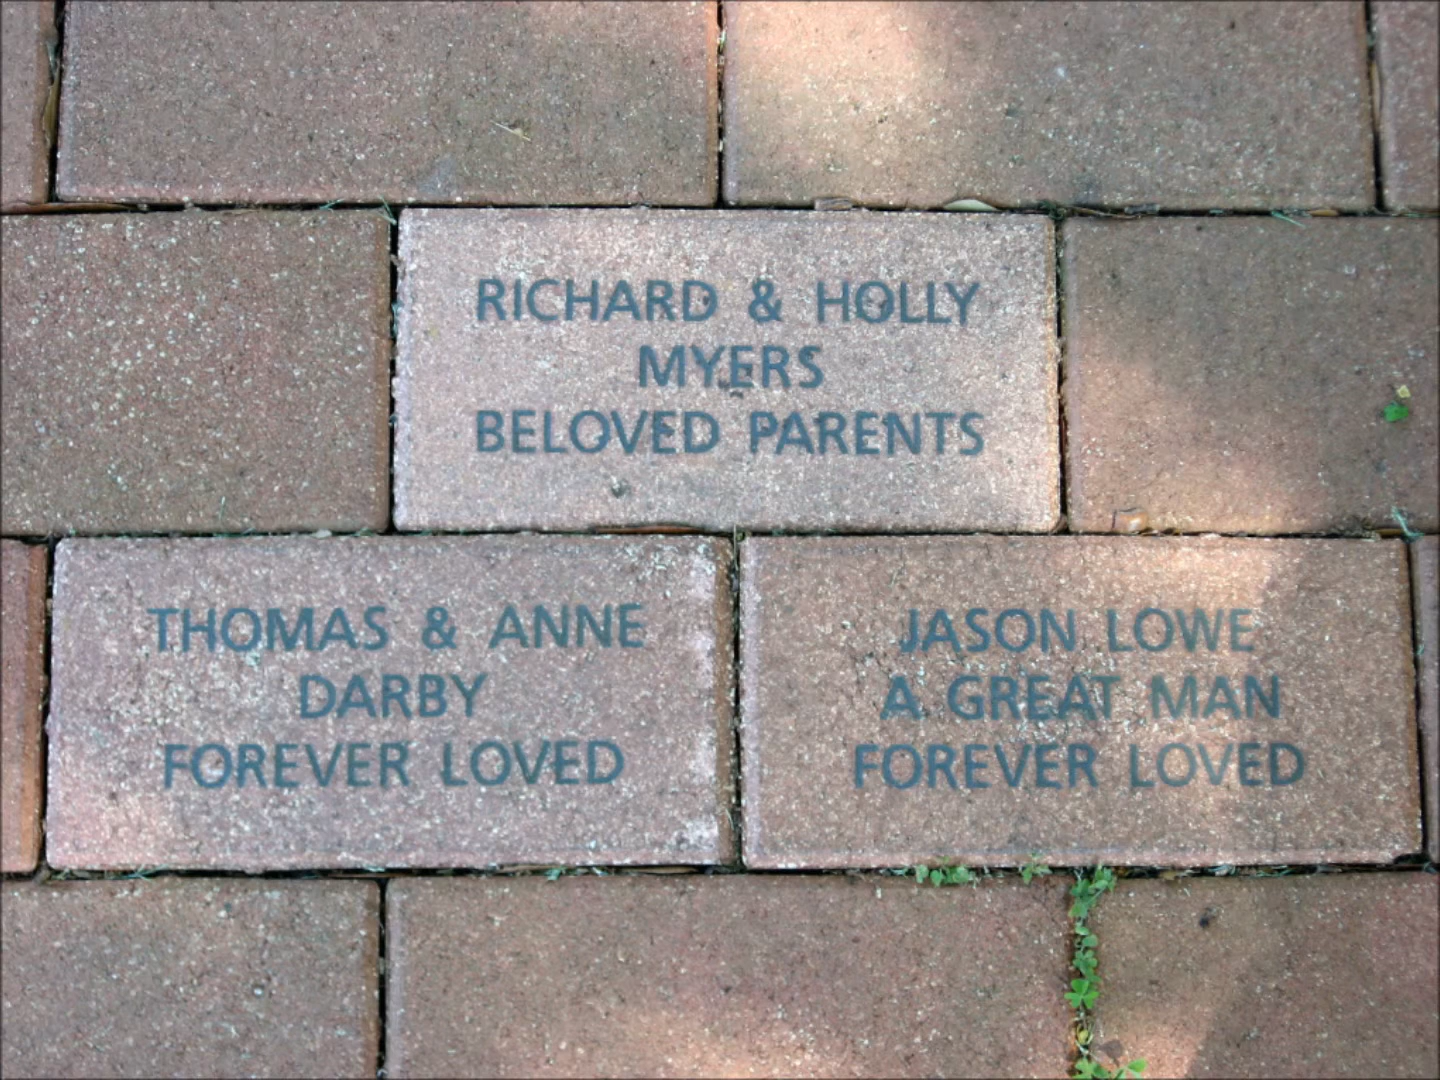 RICHARD & HOLLY
MYERS
BELOVED PARENTS
THOMAS & ANNE
DARBY
FOREVER LOVED
JASON LOWE
A GREAT MAN
FOREVER LOVED